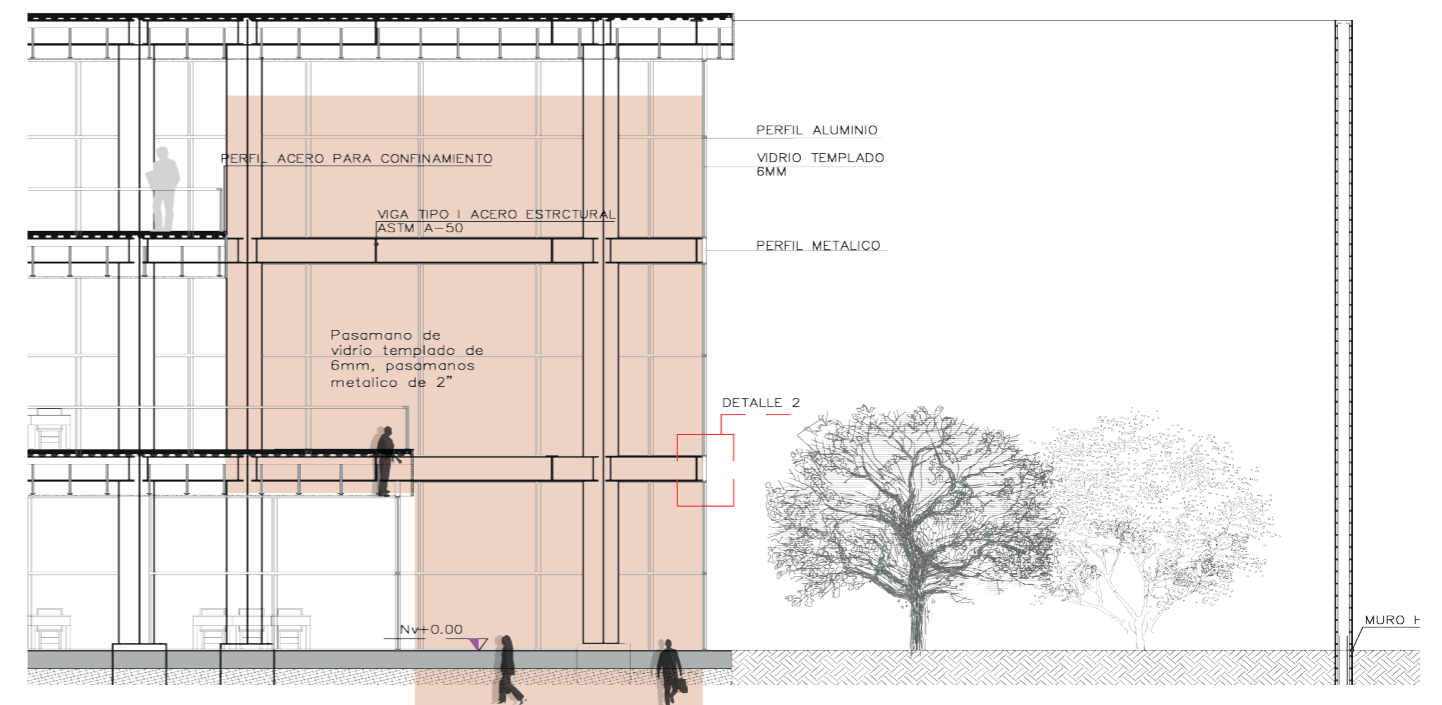 PERFIL ALUMINIO
PERFIL ACERO PARA CONFINAMIENTO
VIDRIO TEMPLADO
6MM
VIGA TIPO I ACERO ESTRCTURAL
ASTM A-50
PERFIL METALICO
Pasamano de
vidrio templado de
6mm, pasamanos
metalico de 2"
DETALLE 2
Nv+0.00
MURO H